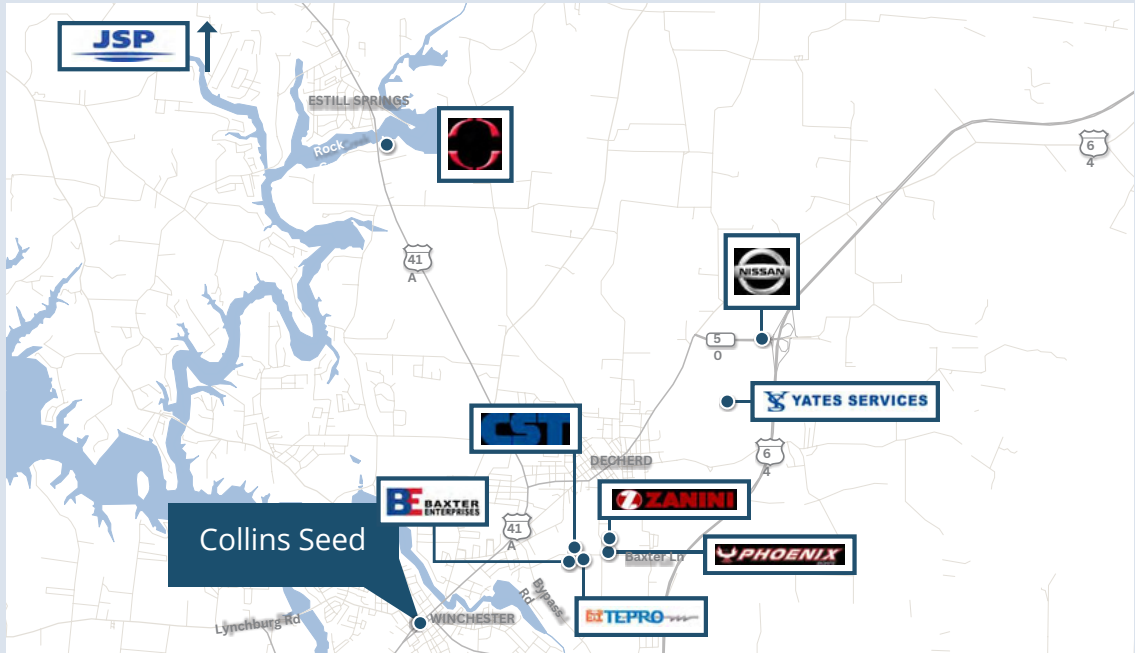 JSP
ESTILL SPRINGS
Rock
6
4
41
A
NISSAN
5
0
YATES SERVICES
CST
DECHERD
6
4
BE BAXTER
ENTERPRISES
ZANINI
41
A
Collins Seed
Baxter Ln
PHOENIX
Bypass
Rd
TEPRO
WINCHESTER
Lynchburg Rd